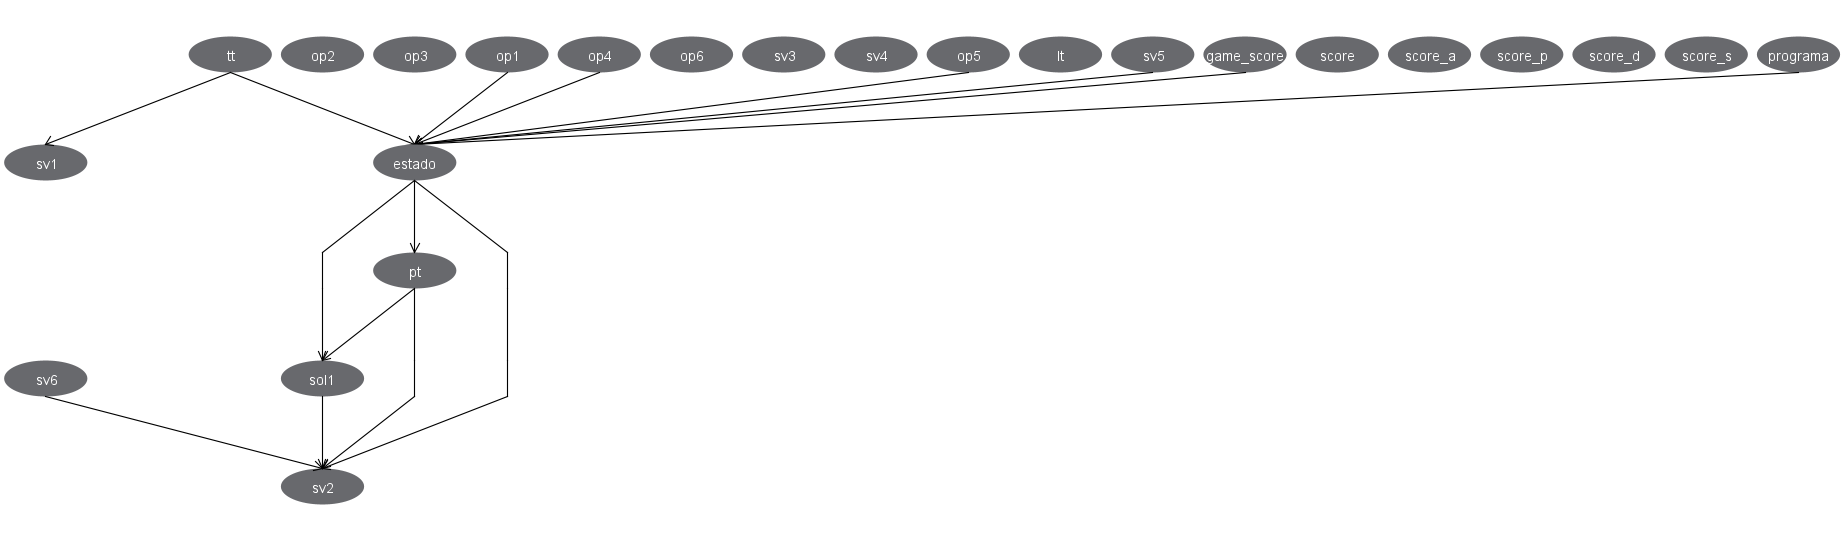 tt
op2
op3
op1
op4
op6
sv3
sv4
op5
lt
sv5
game_score
score
score_a
score_p
score_d
score_s
programa
sv1
estado
pt
sv6
sol1
sv2